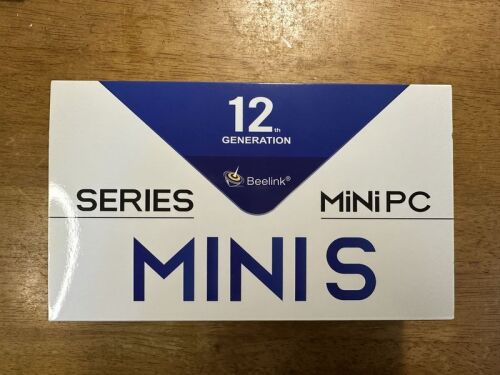 12th
GENERATION
Beelink®
SERIES MiNi PC
MINI S